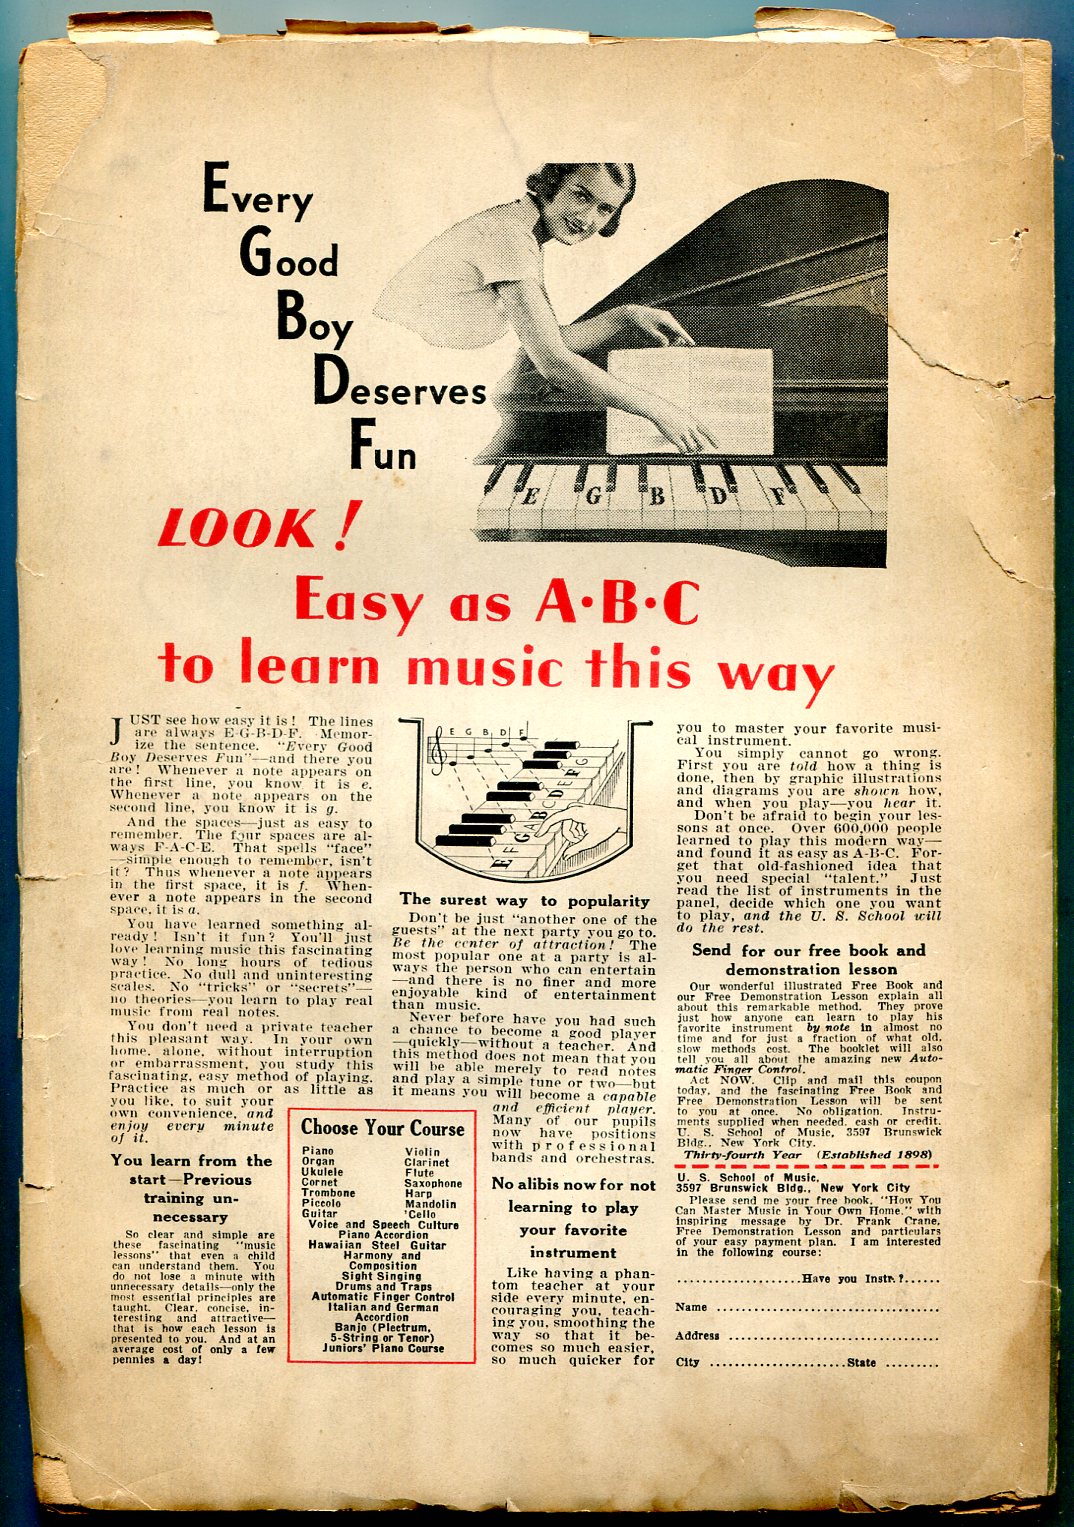 Every
Good
Boy
Deserves
Fun
E G B D F
LOOK!
Easy as A·B·C
to learn music this way
JUST see how easy it is! The lines
are always E-G-B-D-F. Memor-
ize the sentence. "Every Good
Boy Deserves Fun"—and there you
are! Whenever a note appears on
the first line, you know it is e.
Whenever a note appears on the
second line, you know it is g.
And the spaces—just as easy to
remember. The four spaces are al-
ways F-A-C-E. That spells "face"
—simple enough to remember, isn't
it? Thus whenever a note appears
in the first space, it is f. When-
ever a note appears in the second
space, it is a.
You have learned something al-
ready! Isn't it fun? You'll just
love learning music this fascinating
way! No long hours of tedious
practice. No dull and uninteresting
scales. No "tricks" or "secrets"—
no theories—you learn to play real
music from real notes.
You don't need a private teacher
this pleasant way. In your own
home, alone, without interruption
or embarrassment, you study this
fascinating, easy method of playing.
Practice as much or as little as
you like, to suit your
own convenience, and
enjoy every minute
of it.
You learn from the
start—Previous
training un-
necessary
So clear and simple are
these fascinating "music
lessons" that even a child
can understand them. You
do not lose a minute with
unnecessary details—only the
most essential principles are
taught. Clear, concise, in-
teresting and attractive—
that is how each lesson is
presented to you. And at an
average cost of only a few
pennies a day!
Choose Your Course
Piano Violin
Organ Clarinet
Ukulele Flute
Cornet Saxophone
Trombone Harp
Piccolo Mandolin
Guitar 'Cello
Voice and Speech Culture
Piano Accordion
Hawaiian Steel Guitar
Harmony and
Composition
Sight Singing
Drums and Traps
Automatic Finger Control
Italian and German
Accordion
Banjo (Plectrum,
5-String or Tenor)
Juniors' Piano Course
E G B D F
E F G A B C D E F G
The surest way to popularity
Don't be just "another one of the
guests" at the next party you go to.
Be the center of attraction! The
most popular one at a party is al-
ways the person who can entertain
—and there is no finer and more
enjoyable kind of entertainment
than music.
Never before have you had such
a chance to become a good player
—quickly—without a teacher. And
this method does not mean that you
will be able merely to read notes
and play a simple tune or two—but
it means you will become a capable
and efficient player.
Many of our pupils
now have positions
with professional
bands and orchestras.
No alibis now for not
learning to play
your favorite
instrument
Like having a phan-
tom teacher at your
side every minute, en-
couraging you, teach-
ing you, smoothing the
way so that it be-
comes so much easier,
so much quicker for
you to master your favorite musi-
cal instrument.
You simply cannot go wrong.
First you are told how a thing is
done, then by graphic illustrations
and diagrams you are shown how,
and when you play—you hear it.
Don't be afraid to begin your les-
sons at once. Over 600,000 people
learned to play this modern way—
and found it as easy as A-B-C. For-
get that old-fashioned idea that
you need special "talent." Just
read the list of instruments in the
panel, decide which one you want
to play, and the U. S. School will
do the rest.
Send for our free book and
demonstration lesson
Our wonderful illustrated Free Book and
our Free Demonstration Lesson explain all
about this remarkable method. They prove
just how anyone can learn to play his
favorite instrument by note in almost no
time and for just a fraction of what old,
slow methods cost. The booklet will also
tell you all about the amazing new Auto-
matic Finger Control.
Act NOW. Clip and mail this coupon
today, and the fascinating Free Book and
Free Demonstration Lesson will be sent
to you at once. No obligation. Instru-
ments supplied when needed, cash or credit.
U. S. School of Music, 3597 Brunswick
Bldg., New York City.
Thirty-fourth Year (Established 1898)
U. S. School of Music,
3597 Brunswick Bldg., New York City
Please send me your free book, "How You
Can Master Music in Your Own Home," with
inspiring message by Dr. Frank Crane,
Free Demonstration Lesson and particulars
of your easy payment plan. I am interested
in the following course:
....................Have you Instr.?......
Name ...................................
Address .................................
City ......................State .........